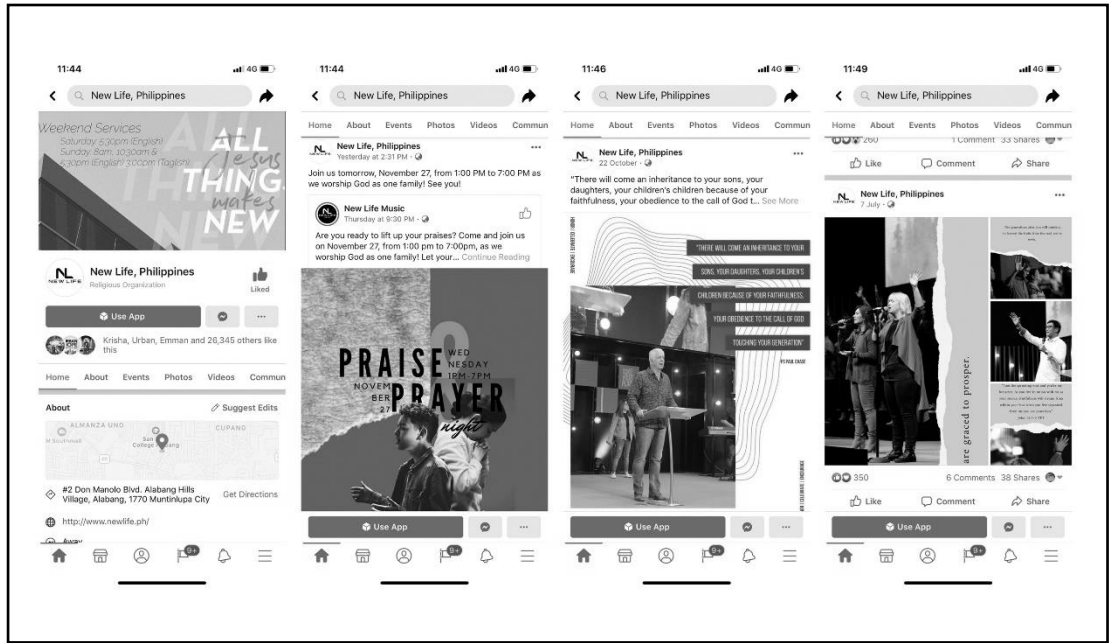 11:44
4G
New Life, Philippines
Weekend Services
Saturday: 5:30pm (English)
Sunday: 8am, 10:30am &
5:30pm (English) 3:00pm (Taglish)
ALL
Jesus
THING
makes
NEW
NL
NEW LIFE
New Life, Philippines
Religious Organization
Liked
Use App
Krisha, Urban, Emman and 26,345 others like
this
Home About Events Photos Videos Commun
About
Suggest Edits
ALMANZA UNO
CUPANG
#2 Don Manolo Blvd. Alabang Hills
Village, Alabang, 1770 Muntinlupa City
Get Directions
http://www.newlife.ph/
9+
11:44
4G
New Life, Philippines
Home About Events Photos Videos Commun
New Life, Philippines
Yesterday at 2:31 PM
Join us tomorrow, November 27, from 1:00 PM to 7:00 PM as
we worship God as one family! See you!
New Life Music
Thursday at 9:30 PM
Are you ready to lift up your praises? Come and join us
on November 27, from 1:00 pm to 7:00pm, as we
worship God as one family! Let your... Continue Reading
PRAISE
WED
NESDAY
1PM-7PM
NOVEM
BER
27
PRAYER
night
Use App
9+
11:46
4G
New Life, Philippines
Home About Events Photos Videos Commun
New Life, Philippines
22 October
"There will come an inheritance to your sons, your
daughters, your children's children because of your
faithfulness, your obedience to the call of God t... See More
"THERE WILL COME AN INHERITANCE TO YOUR
SONS, YOUR DAUGHTERS, YOUR CHILDREN'S
CHILDREN BECAUSE OF YOUR FAITHFULNESS,
YOUR OBEDIENCE TO THE CALL OF GOD
TOUCHING YOUR GENERATION"
Use App
9+
11:49
4G
New Life, Philippines
Home About Events Photos Videos Commun
260
1 Comment 33 Shares
Like Comment Share
New Life, Philippines
7 July
are graced to prosper.
350
6 Comments 38 Shares
Like Comment Share
Use App
9+